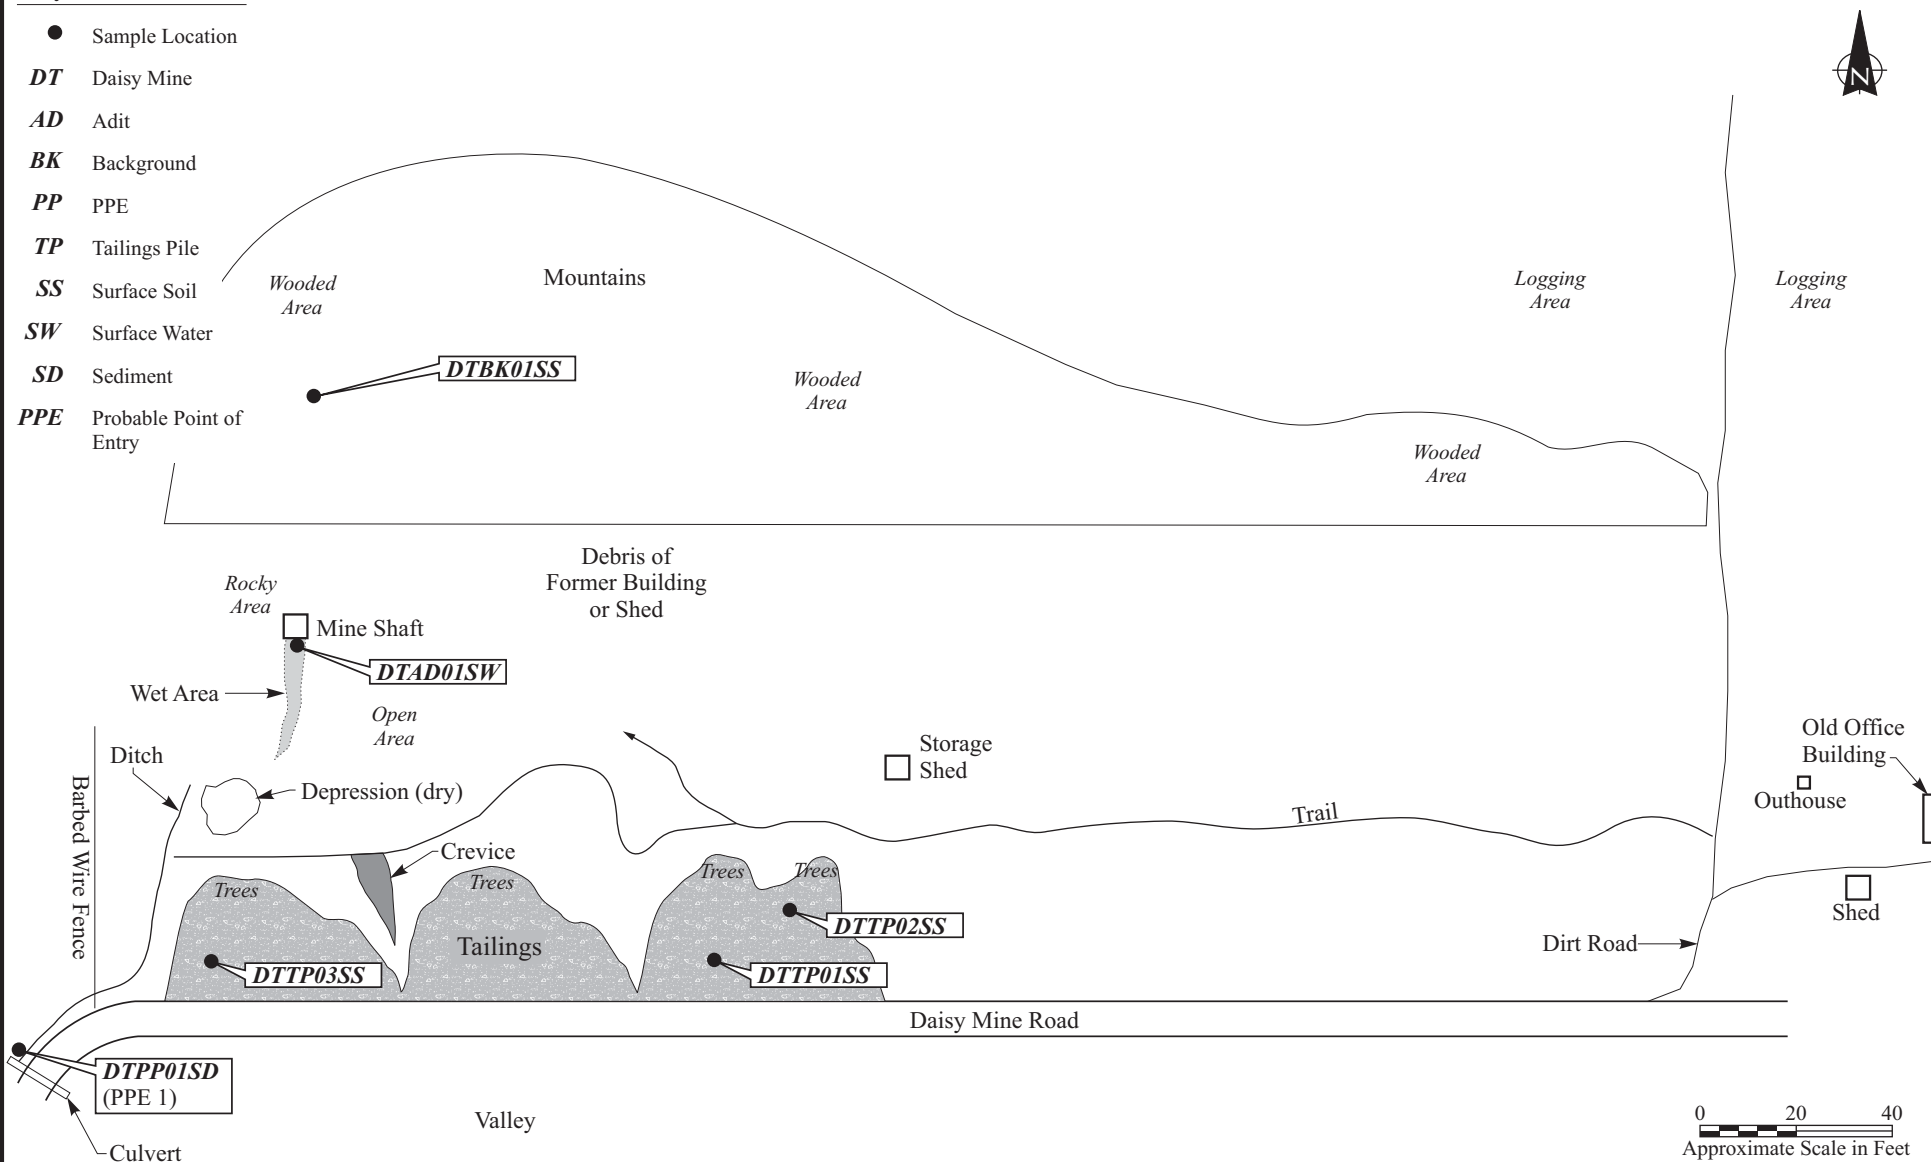 Sample Location
DT Daisy Mine
AD Adit
BK Background
PP PPE
TP Tailings Pile
SS Surface Soil
SW Surface Water
SD Sediment
PPE Probable Point of
Entry
N
Wooded
Area
Mountains
Logging
Area
Logging
Area
DTBK01SS
Wooded
Area
Wooded
Area
Debris of
Former Building
or Shed
Rocky
Area
Mine Shaft
DTAD01SW
Wet Area
Open
Area
Ditch
Barbed Wire Fence
Depression (dry)
Storage
Shed
Old Office
Building
Outhouse
Trail
Crevice
Trees
Trees
Trees
Trees
DTTP02SS
Shed
Tailings
Dirt Road
DTTP03SS
DTTP01SS
Daisy Mine Road
DTPP01SD
(PPE 1)
Valley
Culvert
0 20 40
Approximate Scale in Feet